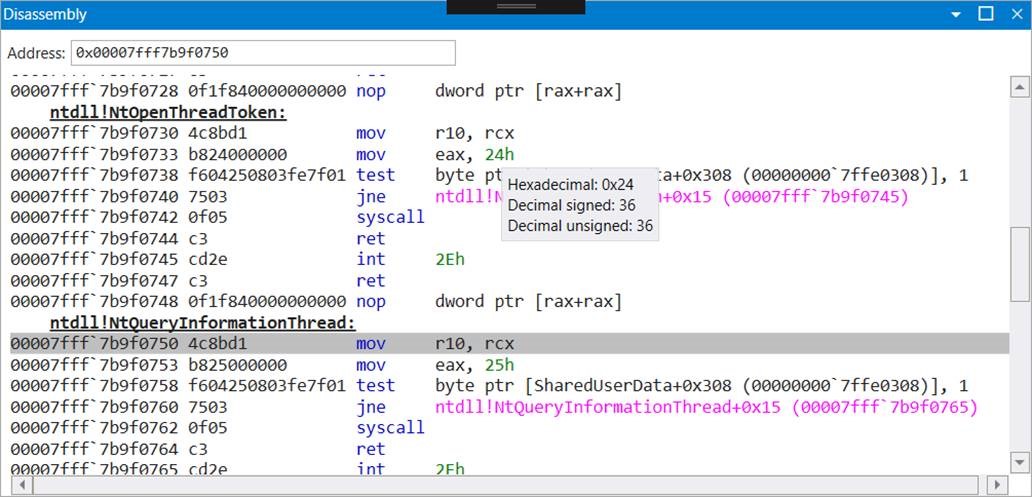 Disassembly
Address: 0x00007fff7b9f0750
00007fff`7b9f0728 0f1f840000000000 nop dword ptr [rax+rax]
ntdll!NtOpenThreadToken:
00007fff`7b9f0730 4c8bd1 mov r10, rcx
00007fff`7b9f0733 b824000000 mov eax, 24h
00007fff`7b9f0738 f604250803fe7f01 test byte ptr ta+0x308 (00000000`7ffe0308)], 1
Hexadecimal: 0x24
00007fff`7b9f0740 7503 jne ntdll!N n+0x15 (00007fff`7b9f0745)
Decimal signed: 36
00007fff`7b9f0742 0f05 syscall
Decimal unsigned: 36
00007fff`7b9f0744 c3 ret
00007fff`7b9f0745 cd2e int 2Eh
00007fff`7b9f0747 c3 ret
00007fff`7b9f0748 0f1f840000000000 nop dword ptr [rax+rax]
ntdll!NtQueryInformationThread:
00007fff`7b9f0750 4c8bd1 mov r10, rcx
00007fff`7b9f0753 b825000000 mov eax, 25h
00007fff`7b9f0758 f604250803fe7f01 test byte ptr [SharedUserData+0x308 (00000000`7ffe0308)], 1
00007fff`7b9f0760 7503 jne ntdll!NtQueryInformationThread+0x15 (00007fff`7b9f0765)
00007fff`7b9f0762 0f05 syscall
00007fff`7b9f0764 c3 ret
00007fff`7b9f0765 cd2e int 2Eh